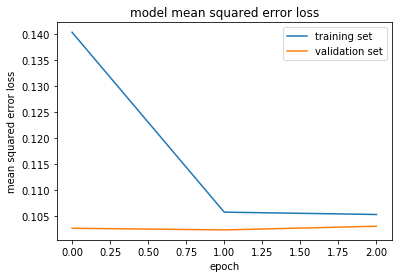 model mean squared error loss
training set
validation set
0.140
0.135
0.130
0.125
0.120
0.115
0.110
0.105
mean squared error loss
0.00 0.25 0.50 0.75 1.00 1.25 1.50 1.75 2.00
epoch